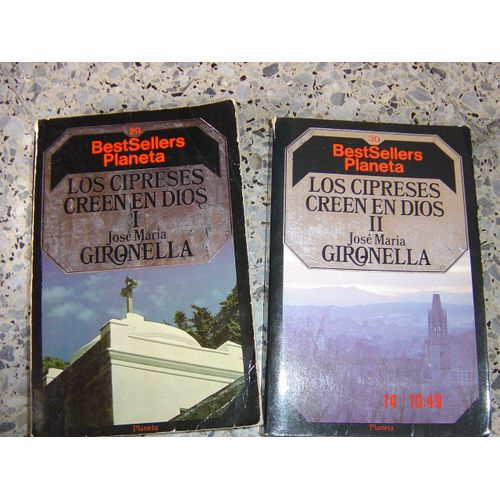 29
BestSellers
Planeta
LOS CIPRESES
CREEN EN DIOS
I
José María
GIRONELLA
Planeta
30
BestSellers
Planeta
LOS CIPRESES
CREEN EN DIOS
II
José María
GIRONELLA
Planeta
14 10:49